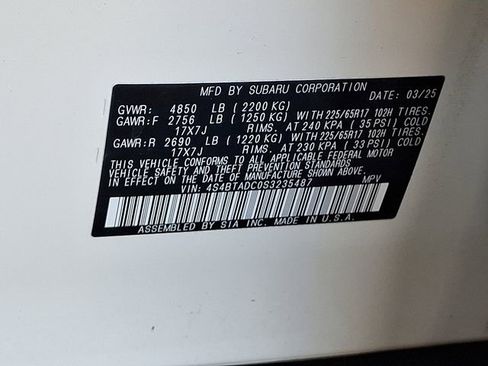 MFD BY SUBARU CORPORATION
DATE: 03/25
GVWR: 4850 LB ( 2200 KG)
GAWR:F 2756 LB ( 1250 KG) WITH 225/65R17 102H TIRES.
17X7J RIMS. AT 240 KPA ( 35 PSI) COLD
GAWR:R 2690 LB ( 1220 KG) WITH 225/65R17 102H TIRES.
17X7J RIMS. AT 230 KPA ( 33 PSI) COLD
THIS VEHICLE CONFORMS TO ALL APPLICABLE FEDERAL MOTOR
VEHICLE SAFETY AND THEFT PREVENTION STANDARDS
IN EFFECT ON THE DATE OF MANUFACTURE SHOWN ABOVE.
VIN: 4S4BTADC0S3235487 MPV
ASSEMBLED BY SIA INC. MADE IN U.S.A.